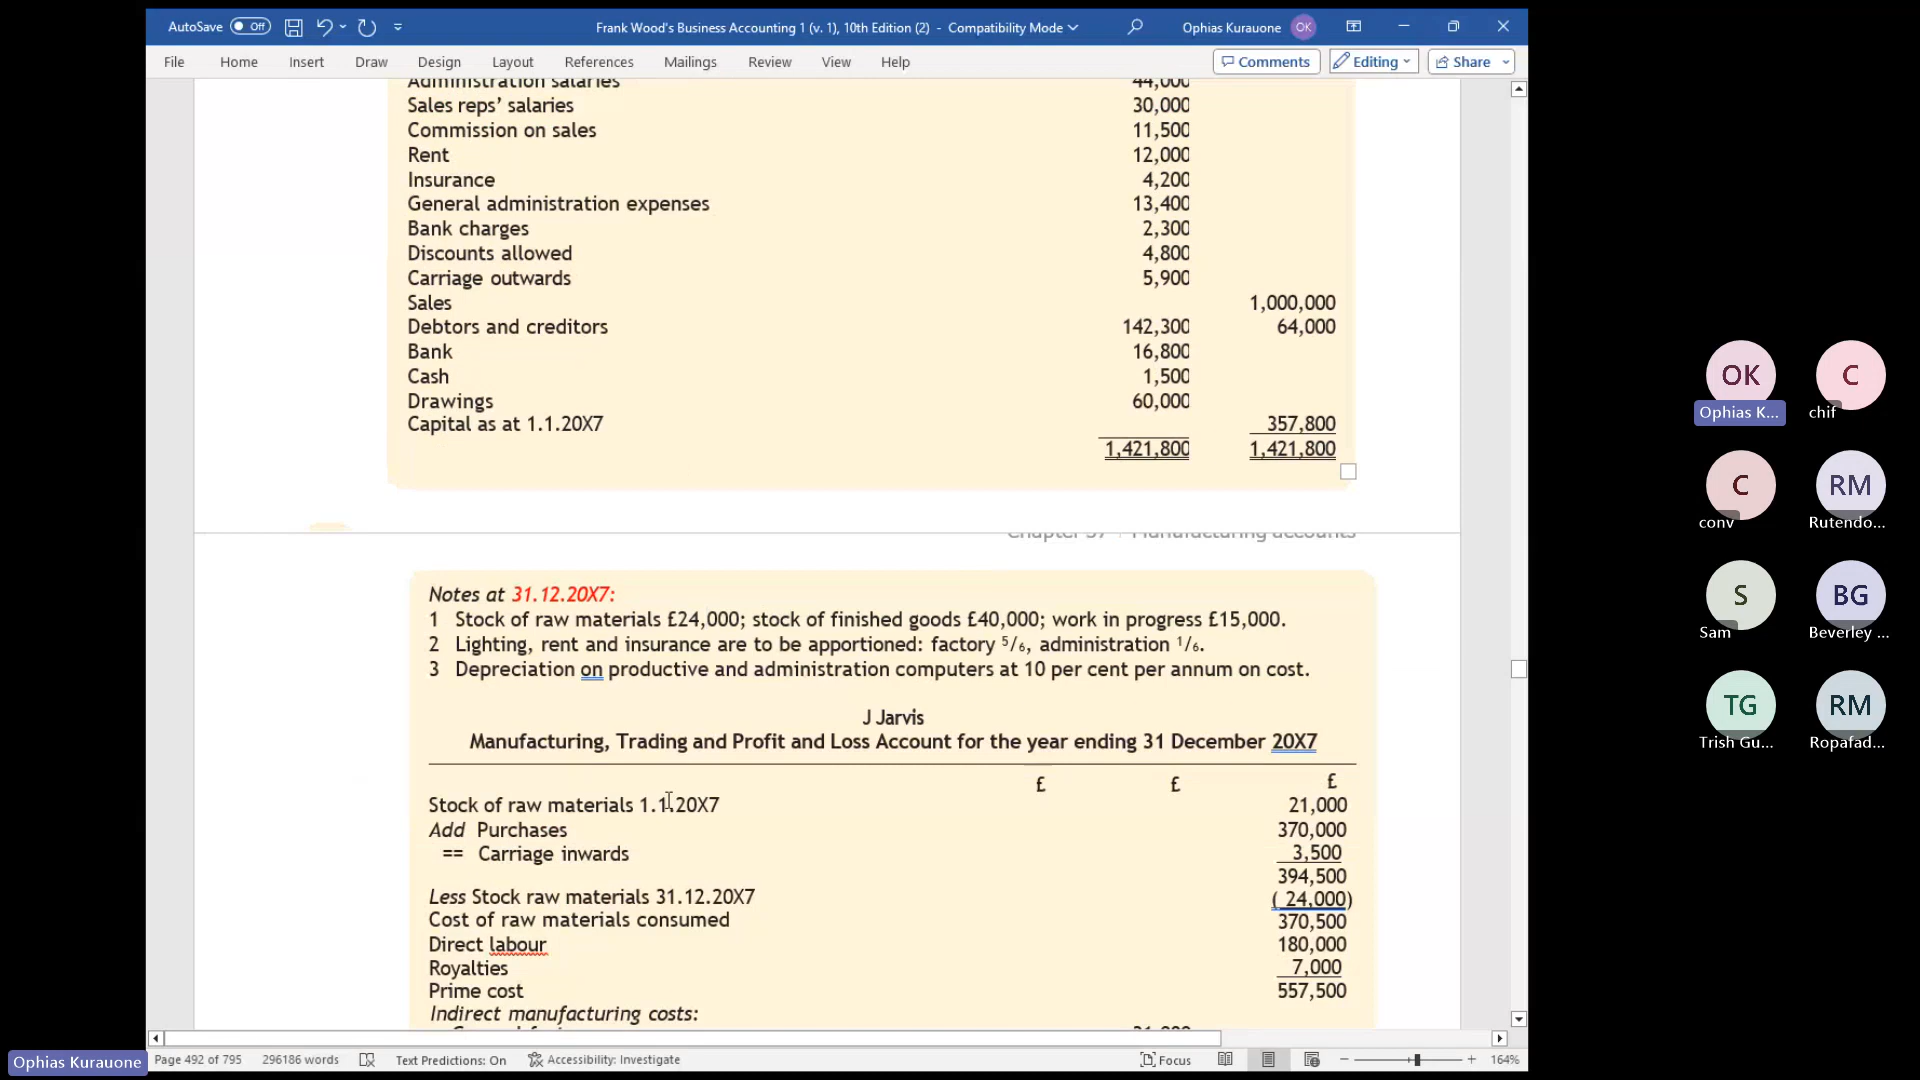 AutoSave Off Frank Wood's Business Accounting 1 (v. 1), 10th Edition (2) - Compatibility Mode Ophias Kurauone OK
File Home Insert Draw Design Layout References Mailings Review View Help Comments Editing Share
Administration salaries 44,000
Sales reps' salaries 30,000
Commission on sales 11,500
Rent 12,000
Insurance 4,200
General administration expenses 13,400
Bank charges 2,300
Discounts allowed 4,800
Carriage outwards 5,900
Sales 1,000,000
Debtors and creditors 142,300 64,000
Bank 16,800
Cash 1,500
Drawings 60,000
Capital as at 1.1.20X7 357,800
1,421,800 1,421,800
Chapter 37 Manufacturing accounts
Notes at 31.12.20X7:
1 Stock of raw materials £24,000; stock of finished goods £40,000; work in progress £15,000.
2 Lighting, rent and insurance are to be apportioned: factory 5/6, administration 1/6.
3 Depreciation on productive and administration computers at 10 per cent per annum on cost.
J Jarvis
Manufacturing, Trading and Profit and Loss Account for the year ending 31 December 20X7
£ £ £
Stock of raw materials 1.1.20X7 21,000
Add Purchases 370,000
== Carriage inwards 3,500
394,500
Less Stock raw materials 31.12.20X7 ( 24,000)
Cost of raw materials consumed 370,500
Direct labour 180,000
Royalties 7,000
Prime cost 557,500
Indirect manufacturing costs:
Page 492 of 795 296186 words Text Predictions: On Accessibility: Investigate Focus 164%
Ophias Kurauone
OK C
Ophias K... chif
C RM
conv Rutendo...
S BG
Sam Beverley ...
TG RM
Trish Gu... Ropafad...